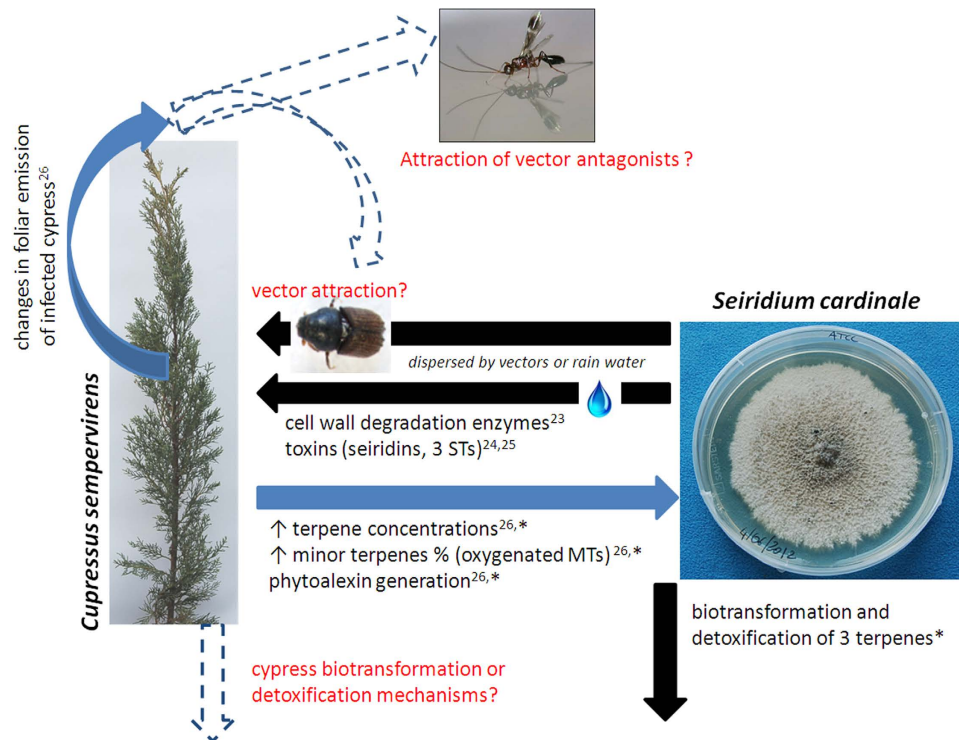 Attraction of vector antagonists ?
changes in foliar emission
of infected cypress26
vector attraction?
Seiridium cardinale
dispersed by vectors or rain water
ATCC
cell wall degradation enzymes23
toxins (seiridins, 3 STs)24,25
Cupressus sempervirens
↑ terpene concentrations26,*
↑ minor terpenes % (oxygenated MTs) 26,*
phytoalexin generation26,*
biotransformation and
detoxification of 3 terpenes*
cypress biotransformation or
detoxification mechanisms?